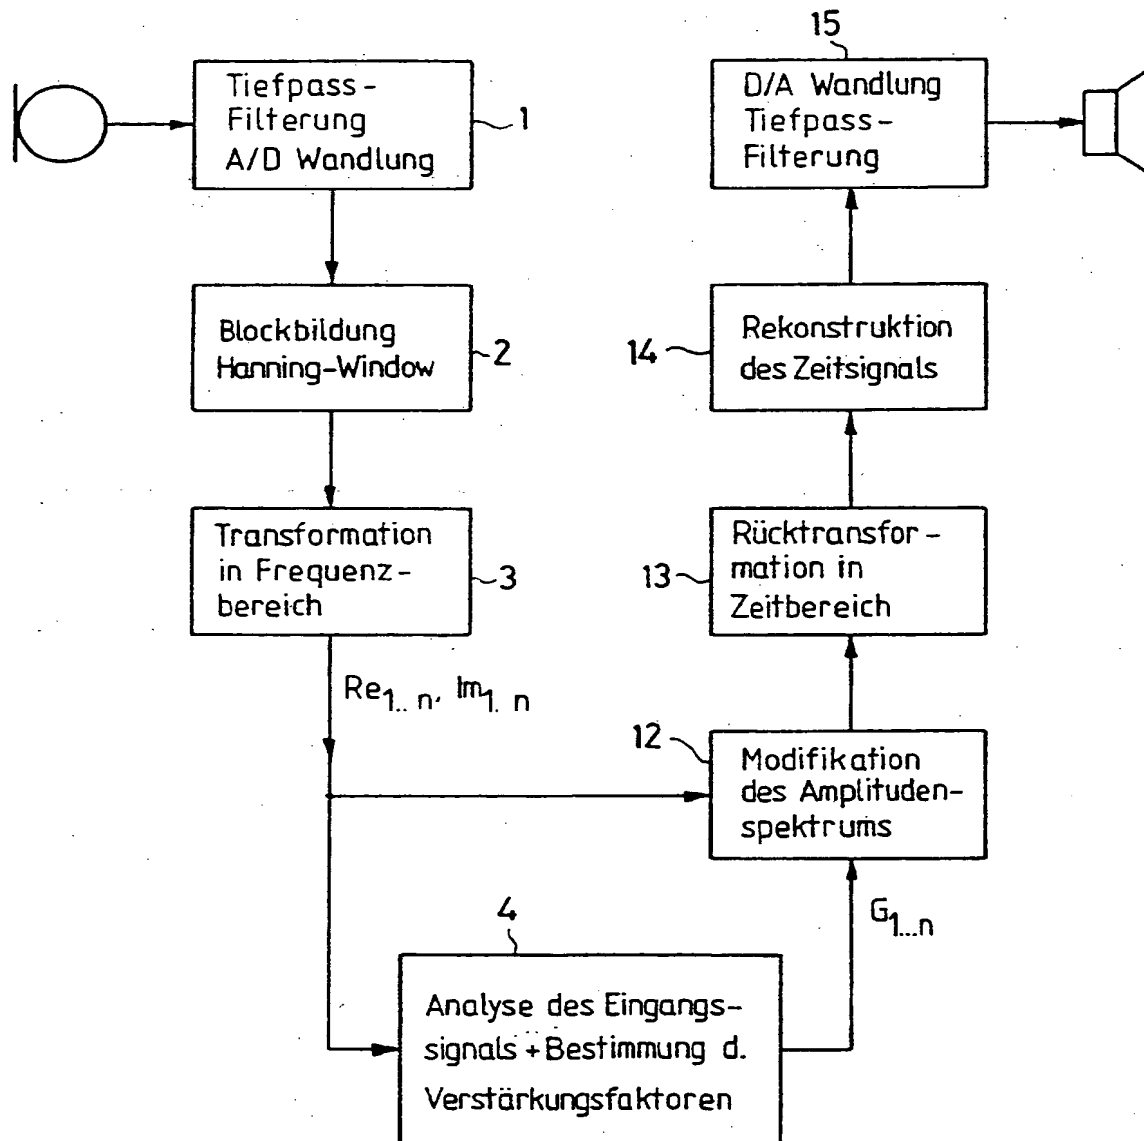 Tiefpass-
Filterung
A/D Wandlung
1
Blockbildung
Hanning-Window
2
Transformation
in Frequenz-
bereich
3
Re1.. n, Im1. n
4
Analyse des Eingangs-
signals + Bestimmung d.
Verstärkungsfaktoren
G1...n
12
Modifikation
des Amplituden-
spektrums
13
Rücktransfor-
mation in
Zeitbereich
14
Rekonstruktion
des Zeitsignals
15
D/A Wandlung
Tiefpass-
Filterung